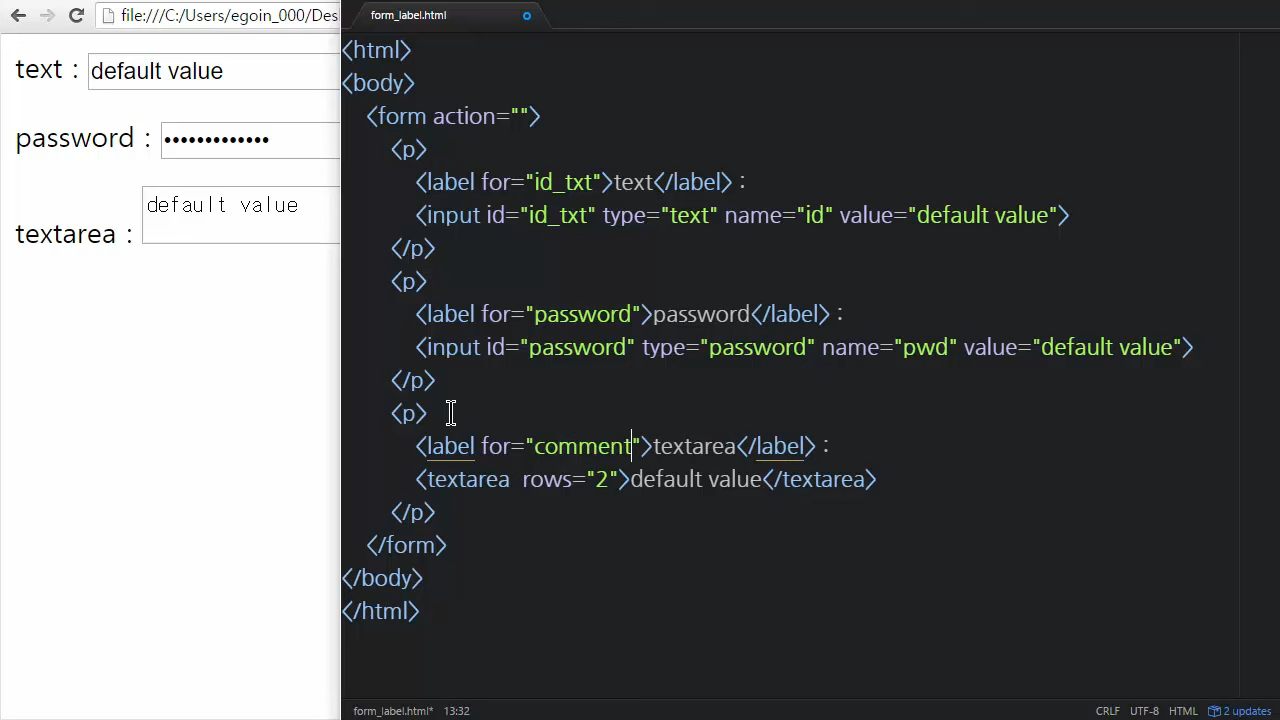 file:///C:/Users/egoin_000/Des
text :
default value
password :
•••••••••••••
textarea :
default value
form_label.html
<html>
<body>
<form action="">
<p>
<label for="id_txt">text</label> :
<input id="id_txt" type="text" name="id" value="default value">
</p>
<p>
<label for="password">password</label> :
<input id="password" type="password" name="pwd" value="default value">
</p>
<p>
<label for="comment">textarea</label> :
<textarea  rows="2">default value</textarea>
</p>
</form>
</body>
</html>
form_label.html* 13:32
CRLF UTF-8 HTML 2 updates